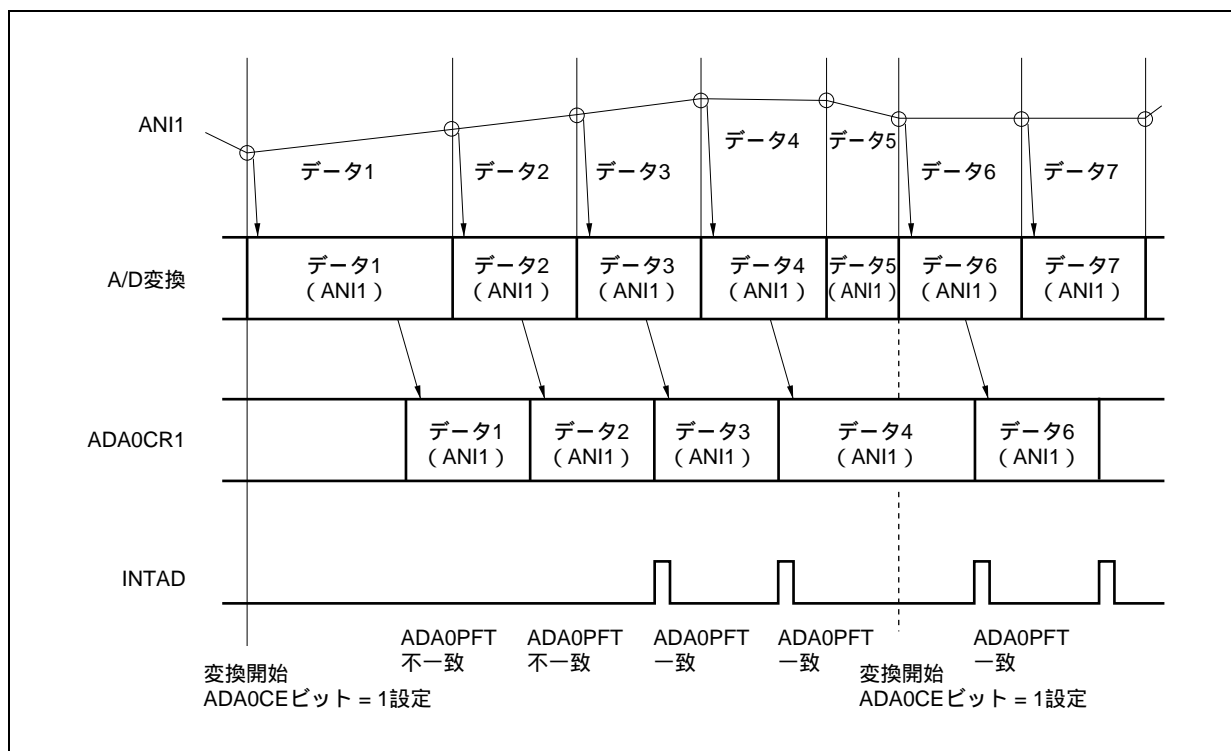 ANI1
データ1
データ2
データ3
データ4
データ5
データ6
データ7
A/D変換
データ1
(ANI1)
データ2
(ANI1)
データ3
(ANI1)
データ4
(ANI1)
データ5
(ANI1)
データ6
(ANI1)
データ7
(ANI1)
ADA0CR1
データ1
(ANI1)
データ2
(ANI1)
データ3
(ANI1)
データ4
(ANI1)
データ6
(ANI1)
INTAD
ADA0PFT
不一致
ADA0PFT
不一致
ADA0PFT
一致
ADA0PFT
一致
ADA0PFT
一致
変換開始
ADA0CEビット = 1設定
変換開始
ADA0CEビット = 1設定